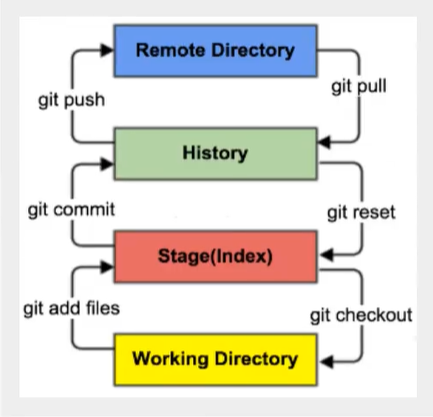 Remote Directory
git push
git pull
History
git commit
git reset
Stage(Index)
git add files
git checkout
Working Directory